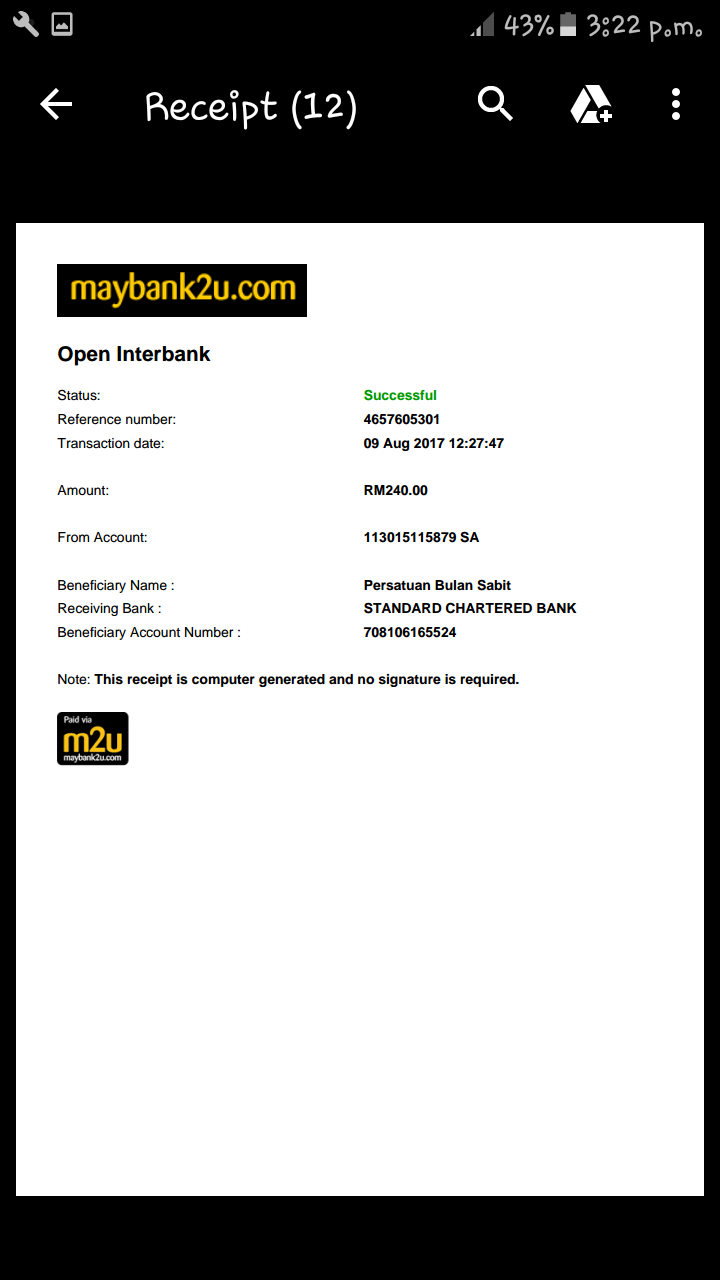 43% 3:22 p.m.
Receipt (12)
maybank2u.com
Open Interbank
Status: Successful
Reference number: 4657605301
Transaction date: 09 Aug 2017 12:27:47
Amount: RM240.00
From Account: 113015115879 SA
Beneficiary Name : Persatuan Bulan Sabit
Receiving Bank : STANDARD CHARTERED BANK
Beneficiary Account Number : 708106165524
Note: This receipt is computer generated and no signature is required.
Paid via
m2u
maybank2u.com